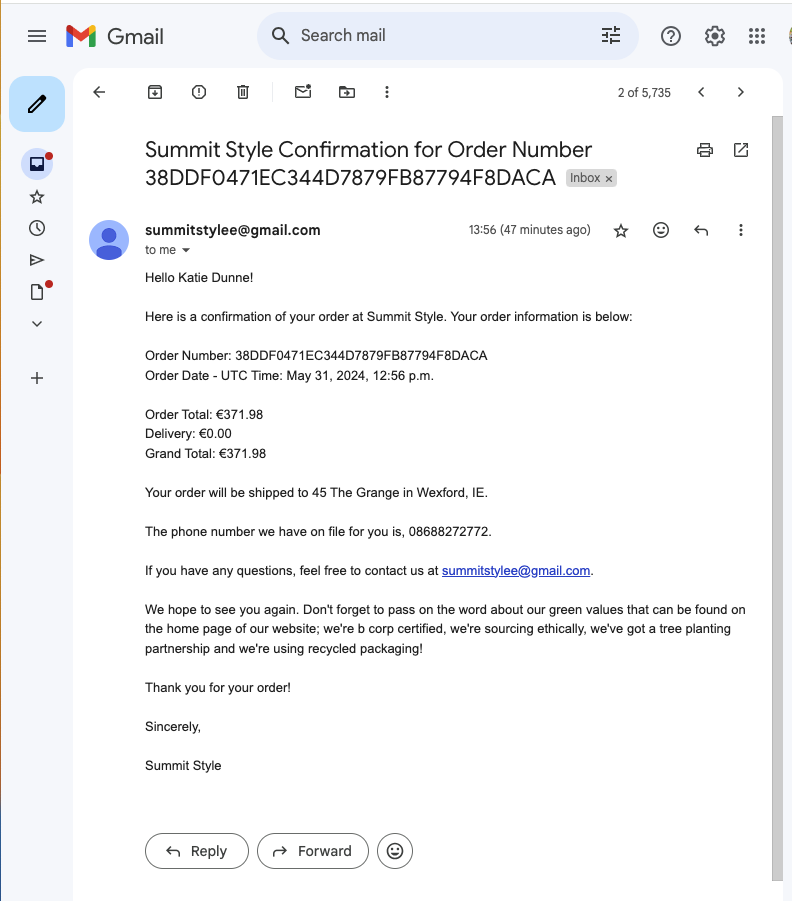 Gmail
Search mail
2 of 5,735
Summit Style Confirmation for Order Number
38DDF0471EC344D7879FB87794F8DACA Inbox ×
summitstylee@gmail.com 13:56 (47 minutes ago)
to me
Hello Katie Dunne!
Here is a confirmation of your order at Summit Style. Your order information is below:
Order Number: 38DDF0471EC344D7879FB87794F8DACA
Order Date - UTC Time: May 31, 2024, 12:56 p.m.
Order Total: €371.98
Delivery: €0.00
Grand Total: €371.98
Your order will be shipped to 45 The Grange in Wexford, IE.
The phone number we have on file for you is, 08688272772.
If you have any questions, feel free to contact us at summitstylee@gmail.com.
We hope to see you again. Don't forget to pass on the word about our green values that can be found on
the home page of our website; we're b corp certified, we're sourcing ethically, we've got a tree planting
partnership and we're using recycled packaging!
Thank you for your order!
Sincerely,
Summit Style
Reply Forward